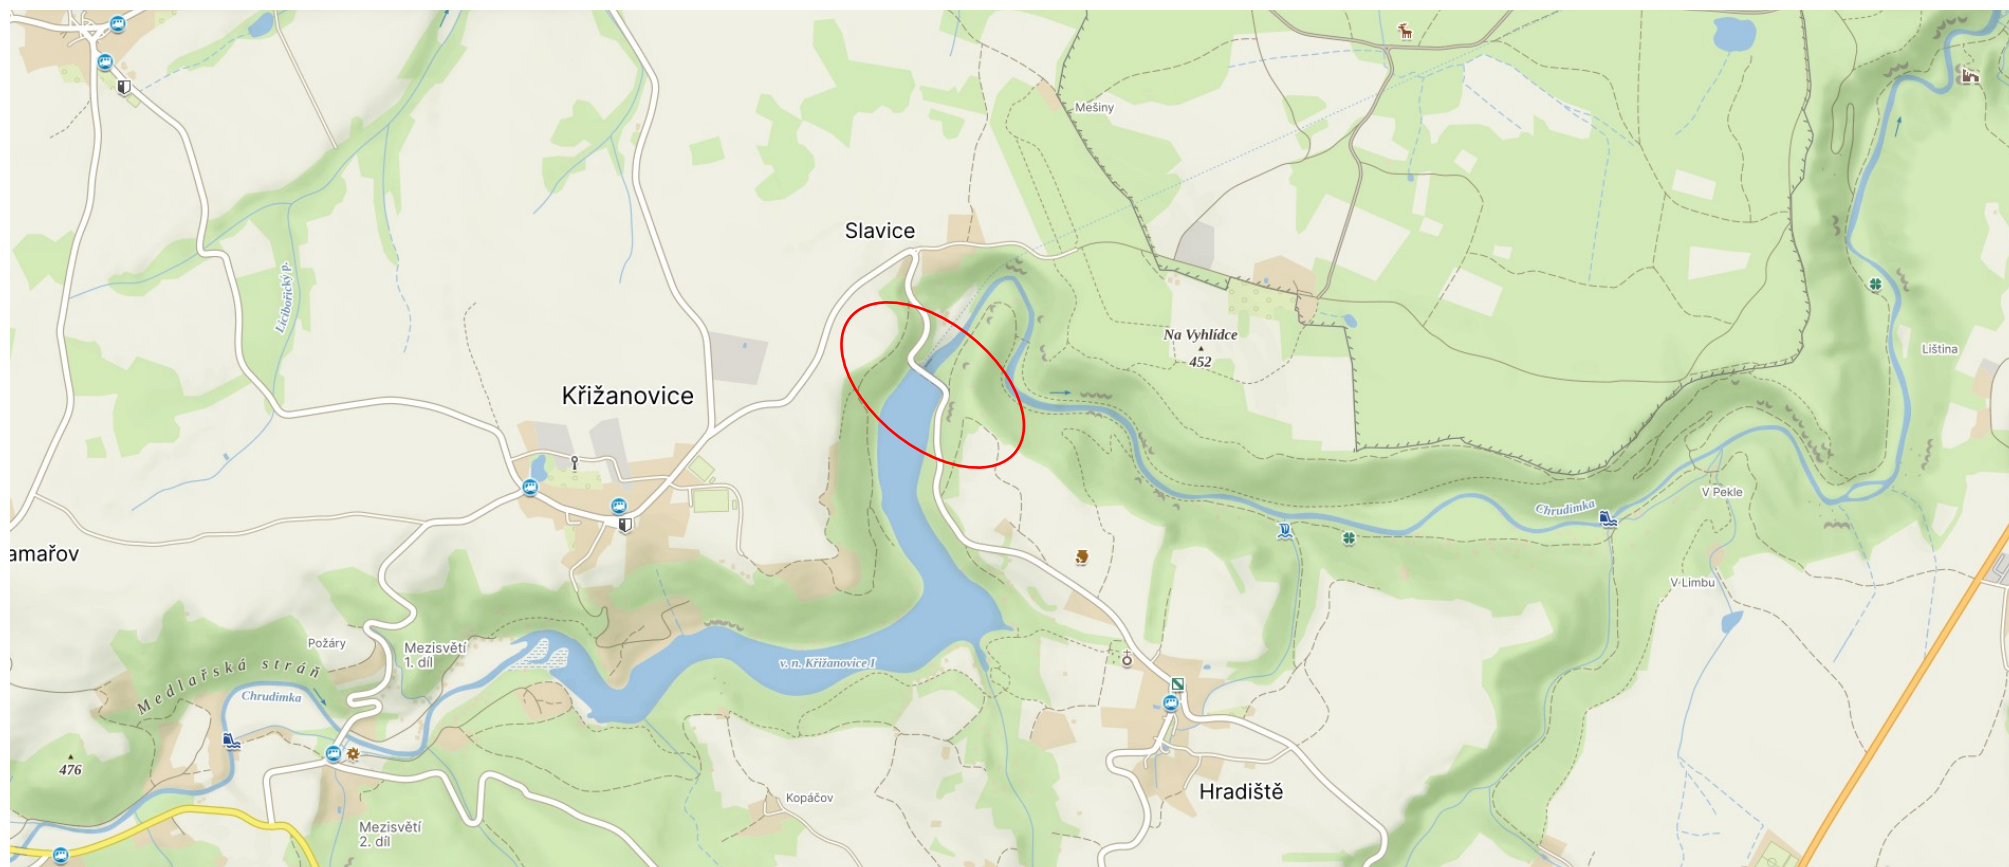 Mešiny
Slavice
Licibořický p.
Na Vyhlídce
452
Liština
Křižanovice
V Pekle
Chrudimka
amařov
V Limbu
Požáry
Mezisvětí
1. díl
v. n. Křižanovice I
Medlařská stráň
Chrudimka
476
Hradiště
Kopáčov
Mezisvětí
2. díl